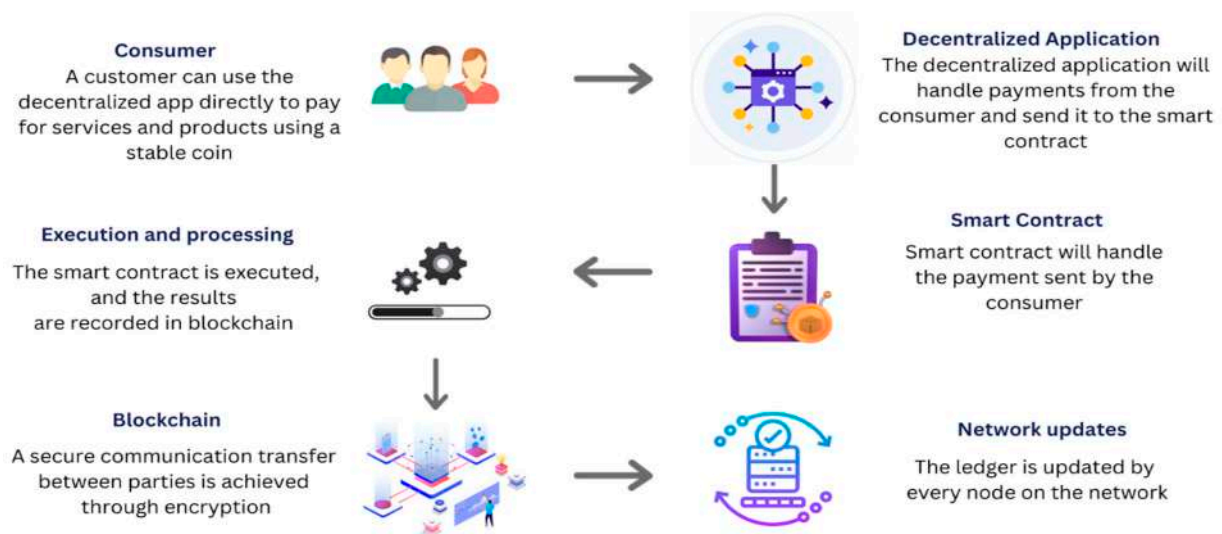 Consumer
A customer can use the
decentralized app directly to pay
for services and products using a
stable coin
Decentralized Application
The decentralized application will
handle payments from the
consumer and send it to the smart
contract
Smart Contract
Smart contract will handle
the payment sent by the
consumer
Execution and processing
The smart contract is executed,
and the results
are recorded in blockchain
Blockchain
A secure communication transfer
between parties is achieved
through encryption
Network updates
The ledger is updated by
every node on the network